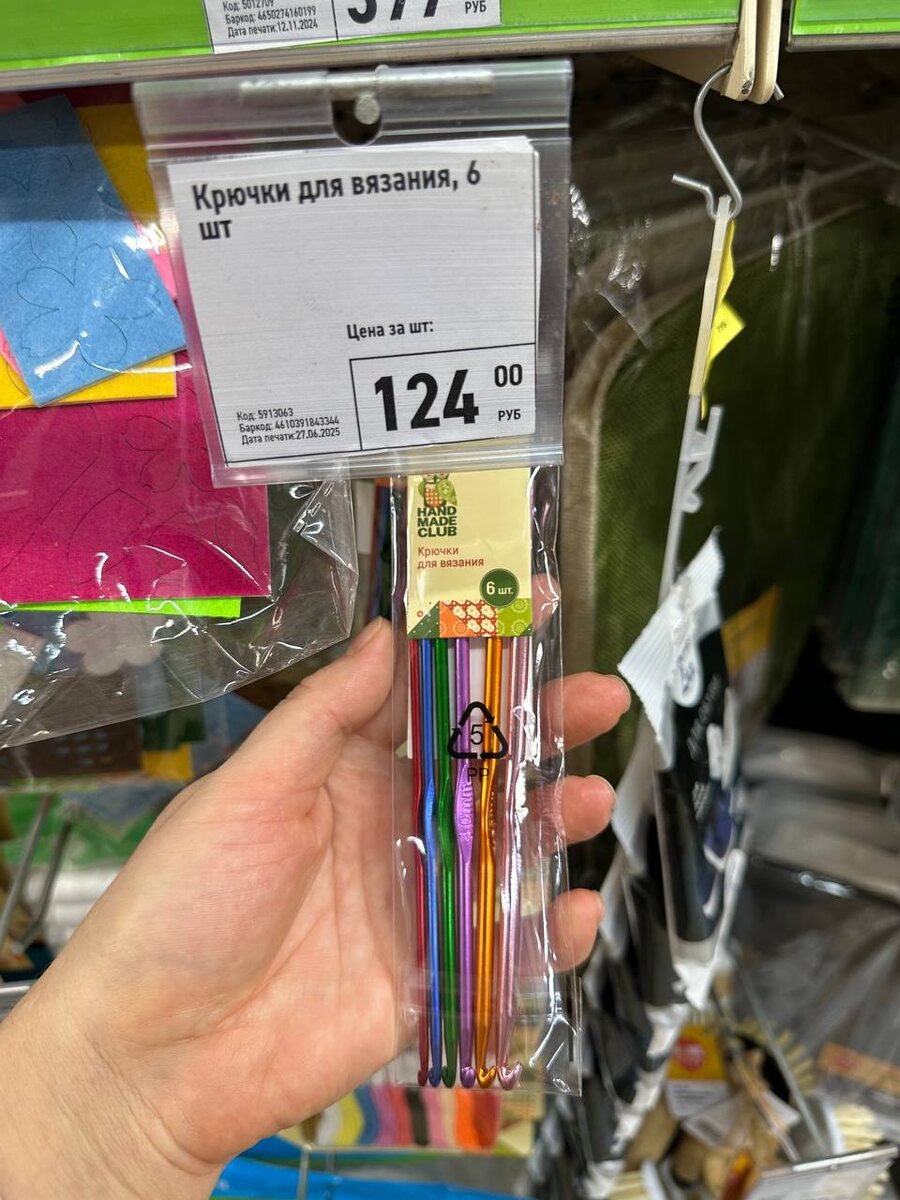 Код: 5012709
Баркод: 4650274160199
Дата печати:12.11.2024
РУБ
Крючки для вязания, 6
шт
Цена за шт:
124 00
РУБ
Код: 5913063
Баркод: 4610391843344
Дата печати:27.06.2025
HAND
MADE
CLUB
Крючки
для вязания
6 шт.
5
PP